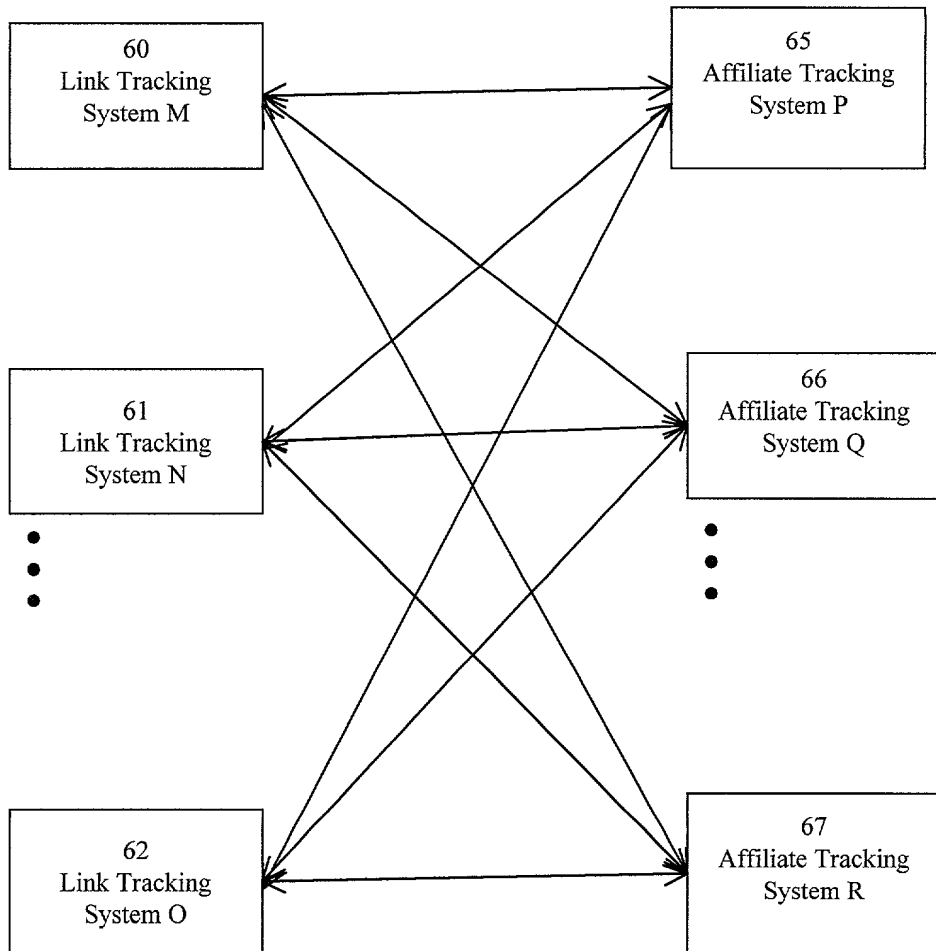 60
Link Tracking
System M
65
Affiliate Tracking
System P
61
Link Tracking
System N
66
Affiliate Tracking
System Q
62
Link Tracking
System O
67
Affiliate Tracking
System R